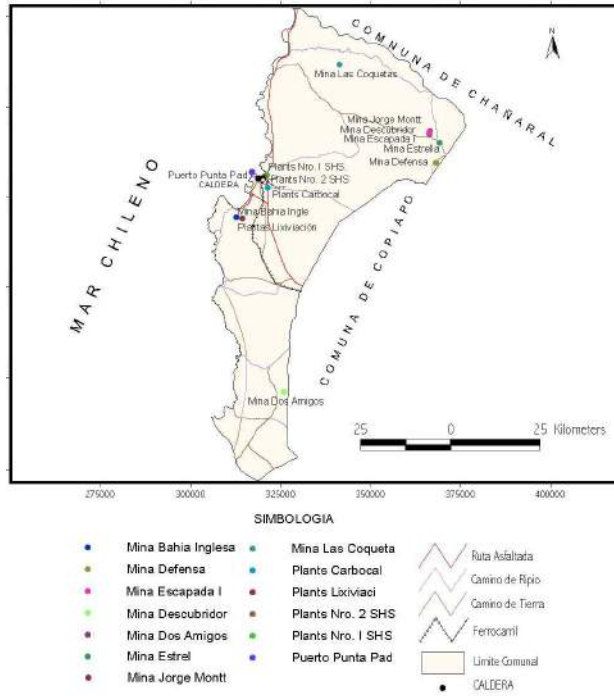 N
COMNUNA DE CHAÑARAL
Mina Las Coquetas
Mina Jorge Montt
Mina Descubridor
Mina Escapada I
Mina Estrella
Mina Defensa
Plants Nro. I SHS
Puerto Punta Pad
Plants Nro. 2 SHS
CALDERA
Plants Carbocal
Mina Bahia Ingle
Plantas Lixiviación
MAR CHILENO
COMUNA DE COPIAPO
Mina Dos Amigos
25 0 25 Kilometers
275000 300000 325000 350000 375000 400000
SIMBOLOGIA
Mina Bahia Inglesa
Mina Defensa
Mina Escapada I
Mina Descubridor
Mina Dos Amigos
Mina Estrel
Mina Jorge Montt
Mina Las Coqueta
Plants Carbocal
Plants Lixiviaci
Plants Nro. 2 SHS
Plants Nro. I SHS
Puerto Punta Pad
Ruta Asfaltada
Camino de Ripio
Camino de Tierra
Ferrocarril
Limite Comunal
CALDERA